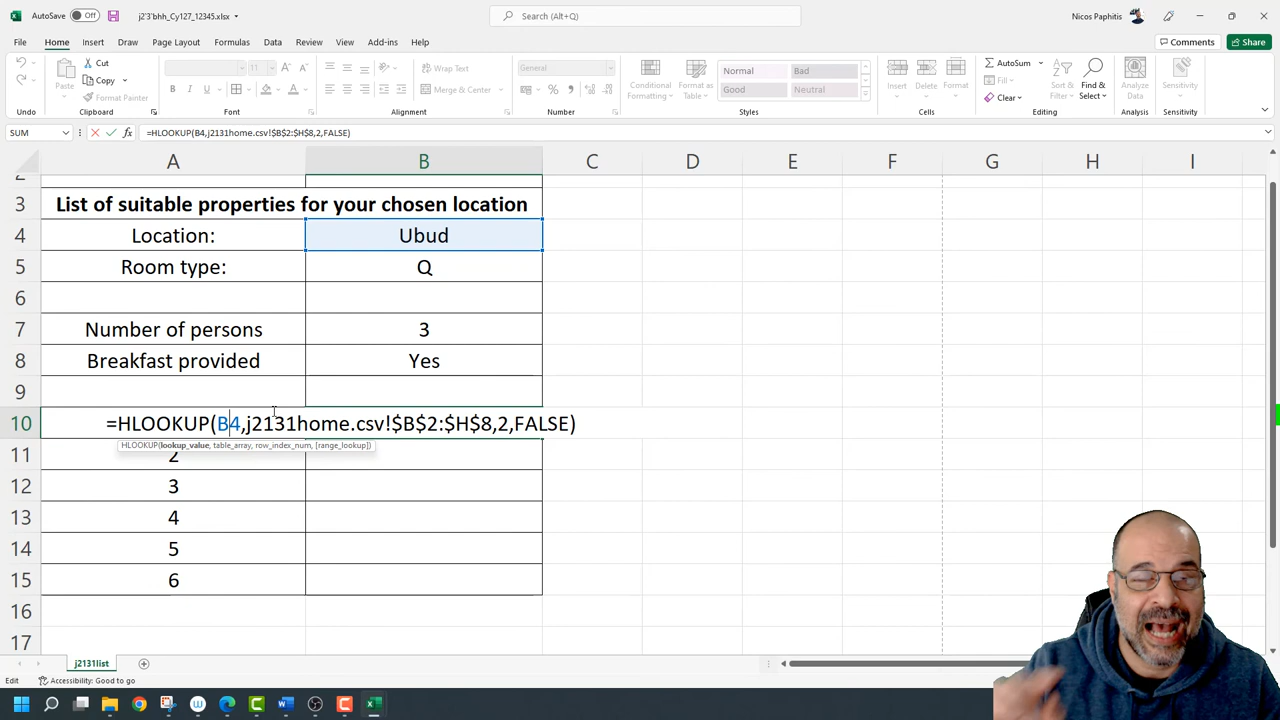 AutoSave Off j2'3'bhh_Cy127_12345.xlsx Search (Alt+Q) Nicos Paphitis
File Home Insert Draw Page Layout Formulas Data Review View Add-ins Help Comments Share
Cut Wrap Text General Normal Bad AutoSum
Paste Copy Conditional Formatting Format as Table Insert Delete Format Fill Sort & Filter Find & Select Analyze Data Sensitivity
Format Painter B I U Merge & Center Good Neutral Clear
Undo Clipboard Font Alignment Number Styles Cells Editing Analysis Sensitivity
SUM fx =HLOOKUP(B4,j2131home.csv!$B$2:$H$8,2,FALSE)
A B C D E F G H I
2
3 List of suitable properties for your chosen location
4 Location: Ubud
5 Room type: Q
6
7 Number of persons 3
8 Breakfast provided Yes
9
10 =HLOOKUP(B4,j2131home.csv!$B$2:$H$8,2,FALSE)
HLOOKUP(lookup_value, table_array, row_index_num, [range_lookup])
11 2
12 3
13 4
14 5
15 6
16
17
j2131list
Edit Accessibility: Good to go